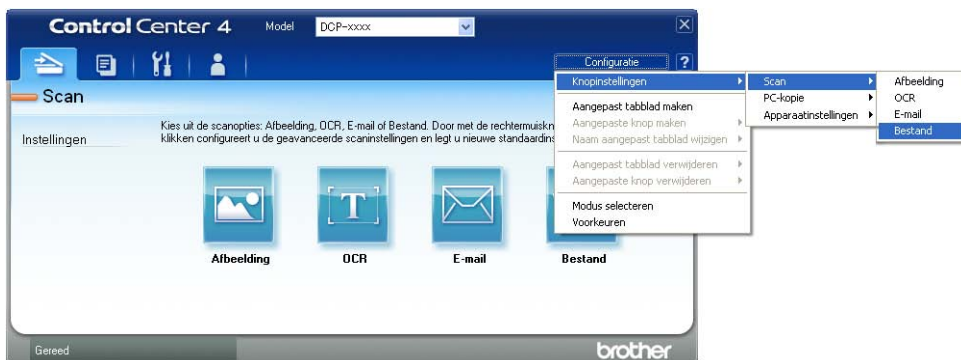 Control Center 4
Model
DCP-xxxx
Configuratie
?
Scan
Instellingen
Kies uit de scanopties: Afbeelding, OCR, E-mail of Bestand. Door met de
klikken configureert u de geavanceerde scaninstellingen en legt u nieuwe
Afbeelding
T
OCR
E-mail
Bestand
Knopinstellingen
Aangepast tabblad maken
Aangepaste knop maken
Naam aangepast tabblad wijzigen
Aangepast tabblad verwijderen
Aangepaste knop verwijderen
Modus selecteren
Voorkeuren
Scan
PC-kopie
Apparaatinstellingen
Afbeelding
OCR
E-mail
Bestand
Gereed
brother